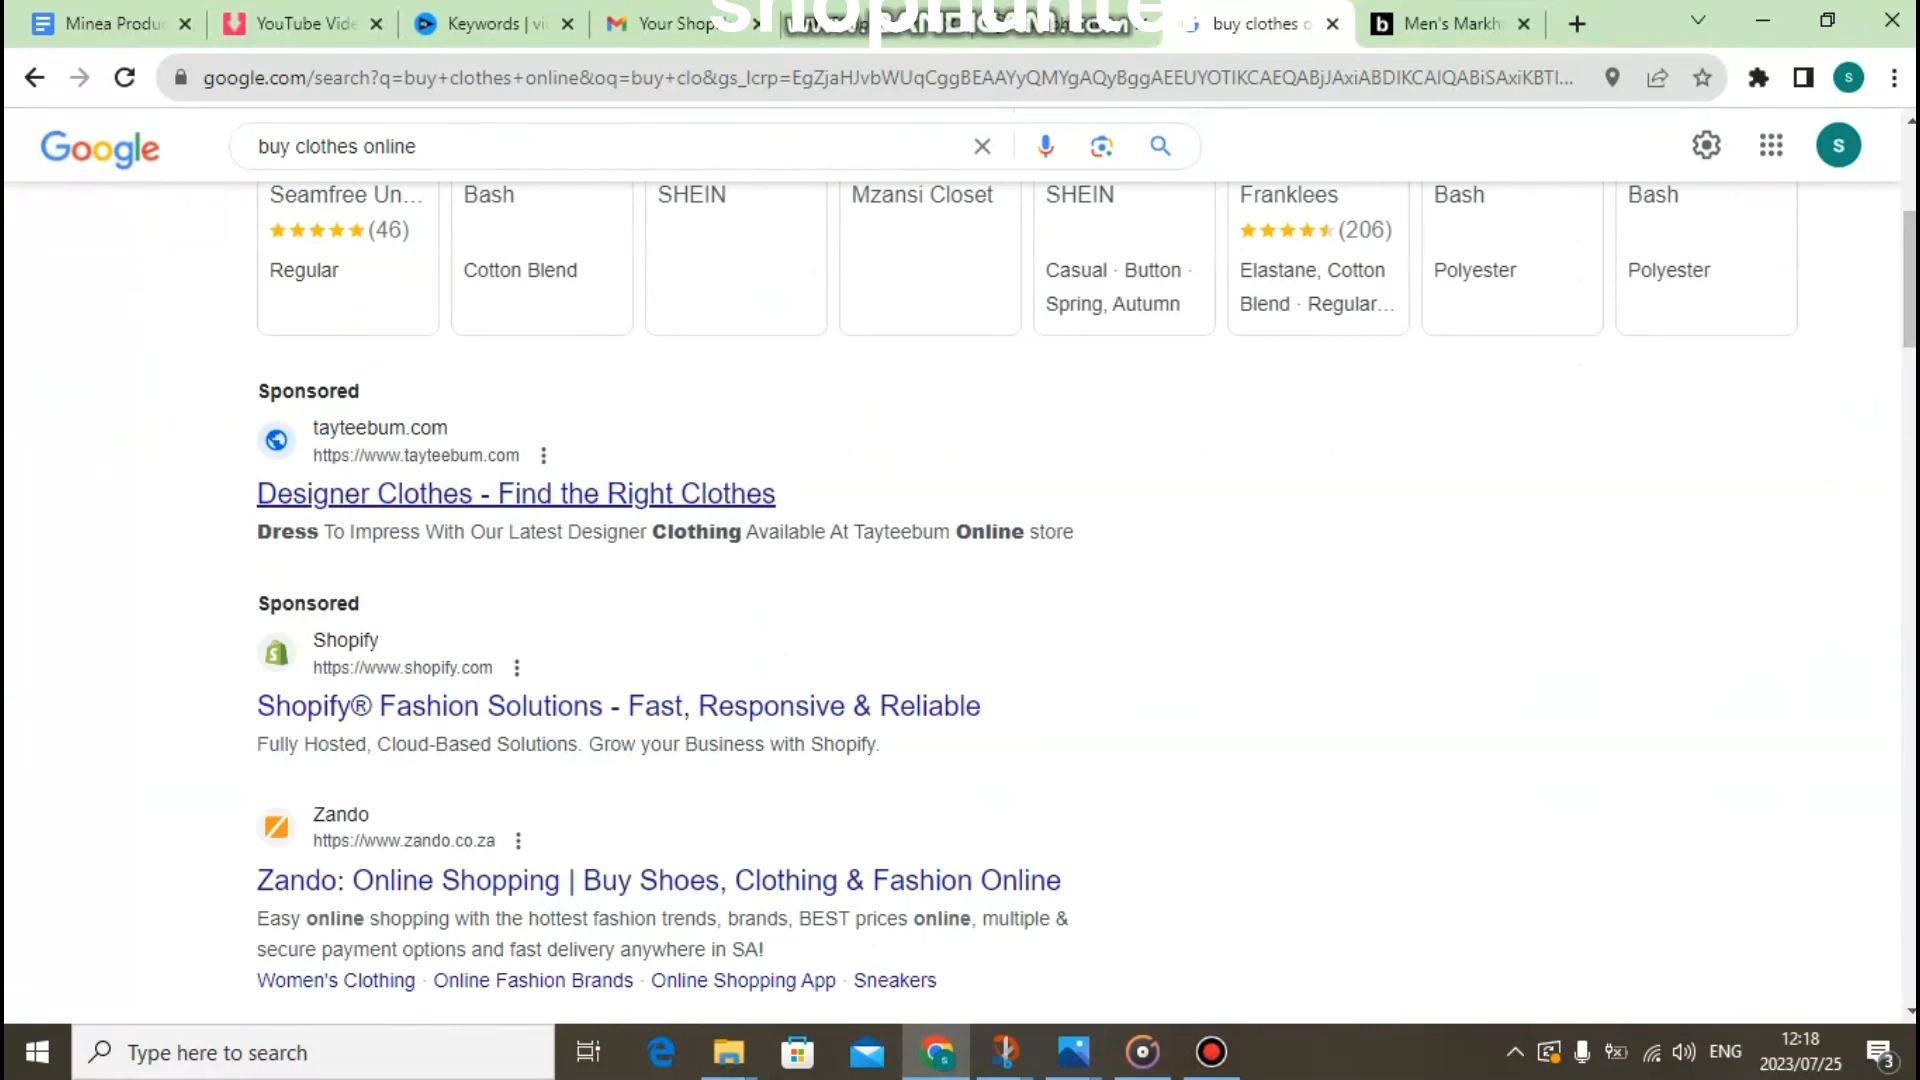 Minea Produ
YouTube Vide
Keywords | vi
Your Shop
buy clothes o
Men's Markh
google.com/search?q=buy+clothes+online&oq=buy+clo&gs_lcrp=EgZjaHJvbWUqCggBEAAYyQMYgAQyBggAEEUYOTIKCAEQABjJAxiABDIKCAIQABiSAxiKBTI...
S
Google
buy clothes online
S
Seamfree Un...
(46)
Regular
Bash
Cotton Blend
SHEIN
Mzansi Closet
SHEIN
Casual · Button ·
Spring, Autumn
Franklees
(206)
Elastane, Cotton
Blend · Regular...
Bash
Polyester
Bash
Polyester
Sponsored
tayteebum.com
https://www.tayteebum.com
Designer Clothes - Find the Right Clothes
Dress To Impress With Our Latest Designer Clothing Available At Tayteebum Online store
Sponsored
Shopify
https://www.shopify.com
Shopify® Fashion Solutions - Fast, Responsive & Reliable
Fully Hosted, Cloud-Based Solutions. Grow your Business with Shopify.
Zando
https://www.zando.co.za
Zando: Online Shopping | Buy Shoes, Clothing & Fashion Online
Easy online shopping with the hottest fashion trends, brands, BEST prices online, multiple &
secure payment options and fast delivery anywhere in SA!
Women's Clothing · Online Fashion Brands · Online Shopping App · Sneakers
Type here to search
ENG
12:18
2023/07/25
3